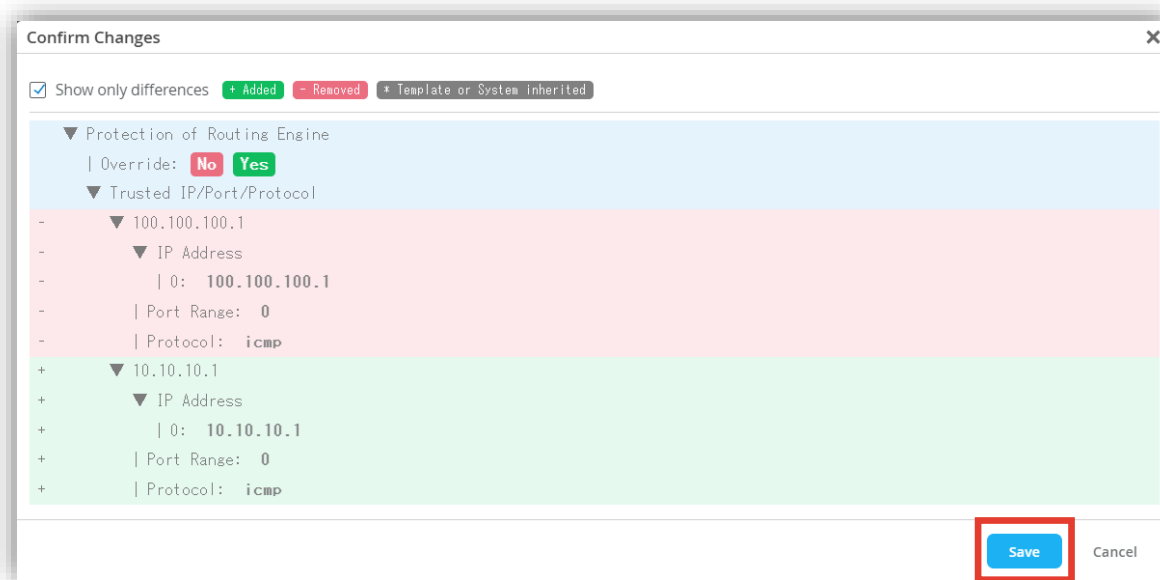 Confirm Changes ×
Show only differences + Added - Removed * Template or System inherited
▼ Protection of Routing Engine
| Override: No Yes
▼ Trusted IP/Port/Protocol
- ▼ 100.100.100.1
- ▼ IP Address
- | 0: 100.100.100.1
- | Port Range: 0
- | Protocol: icmp
+ ▼ 10.10.10.1
+ ▼ IP Address
+ | 0: 10.10.10.1
+ | Port Range: 0
+ | Protocol: icmp
Save Cancel